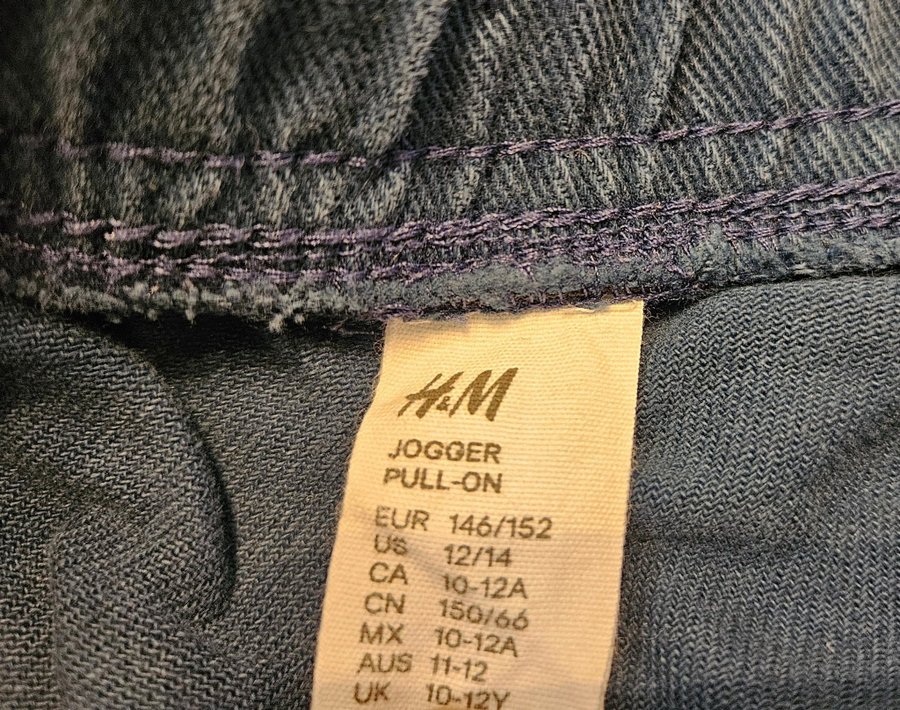 H&M
JOGGER
PULL-ON
EUR 146/152
US 12/14
CA 10-12A
CN 150/66
MX 10-12A
AUS 11-12
UK 10-12Y